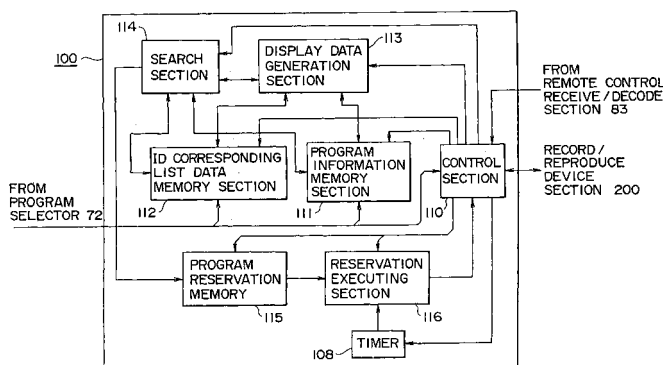 114
100
SEARCH
SECTION
DISPLAY DATA
GENERATION
SECTION
113
FROM
REMOTE CONTROL
RECEIVE/DECODE
SECTION 83
ID CORRESPONDING
LIST DATA
MEMORY SECTION
112
PROGRAM
INFORMATION
MEMORY
SECTION
111
CONTROL
SECTION
110
RECORD/
REPRODUCE
DEVICE
SECTION 200
FROM
PROGRAM
SELECTOR 72
PROGRAM
RESERVATION
MEMORY
115
RESERVATION
EXECUTING
SECTION
116
TIMER
108